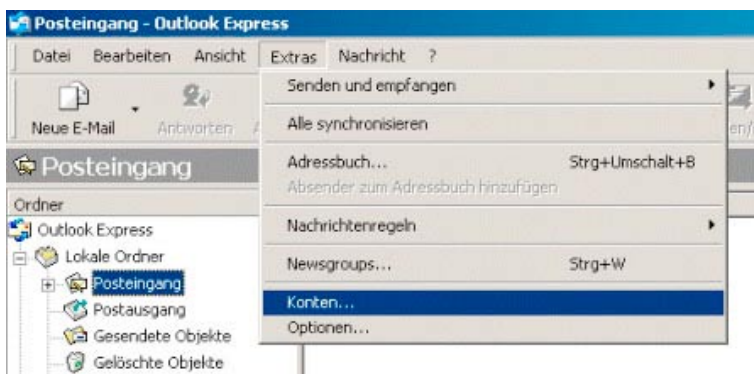 Posteingang - Outlook Express
Datei Bearbeiten Ansicht Extras Nachricht ?
Neue E-Mail Antworten
Senden und empfangen
Alle synchronisieren
Adressbuch... Strg+Umschalt+B
Absender zum Adressbuch hinzufügen
Nachrichtenregeln
Newsgroups... Strg+W
Konten...
Optionen...
Posteingang
Ordner
Outlook Express
Lokale Ordner
Posteingang
Postausgang
Gesendete Objekte
Gelöschte Objekte